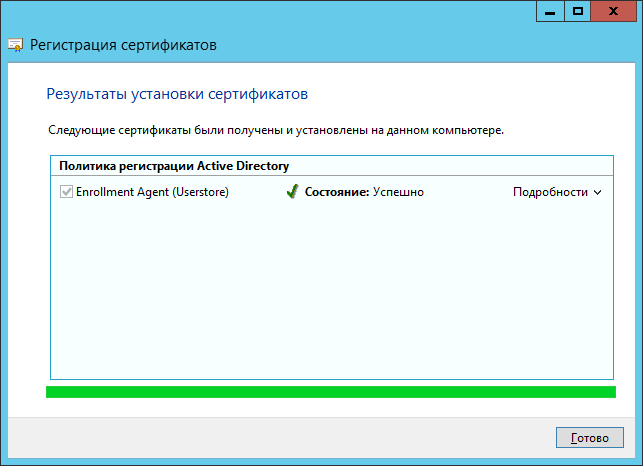 Регистрация сертификатов
Результаты установки сертификатов
Следующие сертификаты были получены и установлены на данном компьютере.
Политика регистрации Active Directory
Enrollment Agent (Userstore) Состояние: Успешно Подробности
Готово